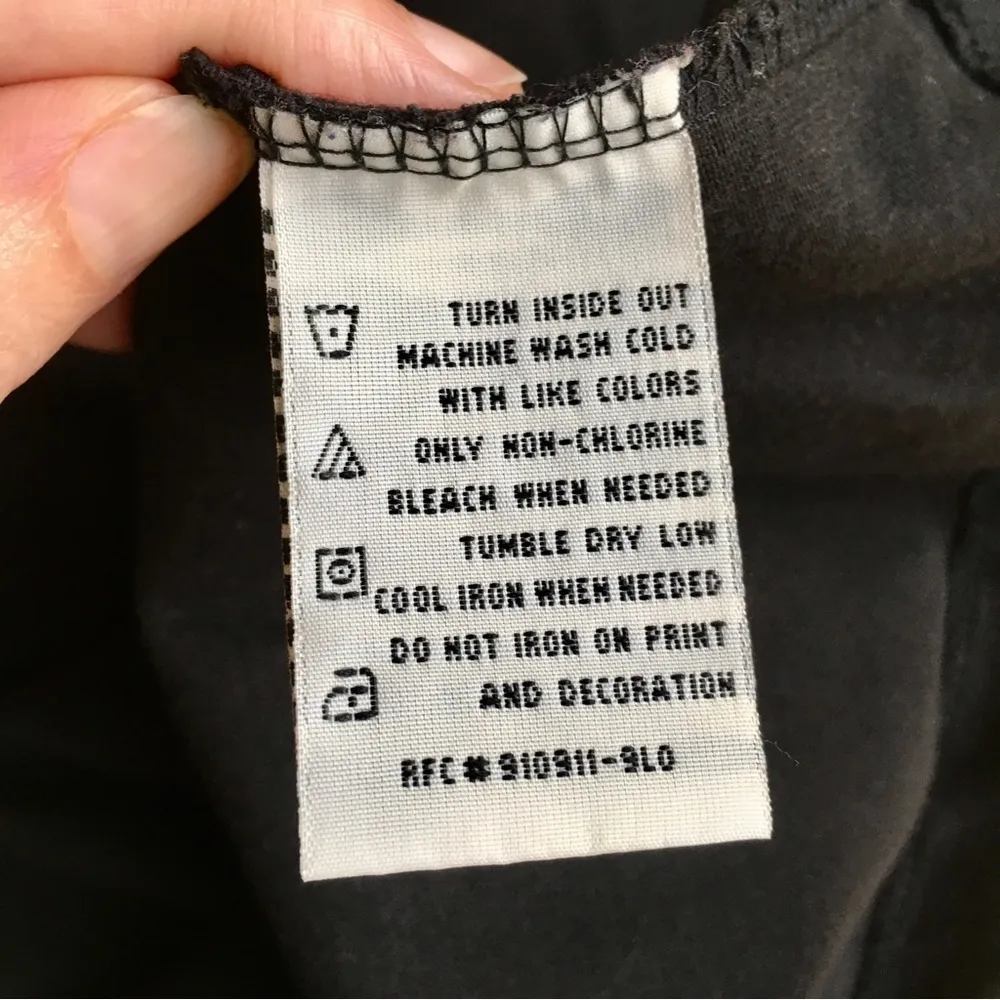 TURN INSIDE OUT
MACHINE WASH COLD
WITH LIKE COLORS
ONLY NON-CHLORINE
BLEACH WHEN NEEDED
TUMBLE DRY LOW
COOL IRON WHEN NEEDED
DO NOT IRON ON PRINT
AND DECORATION
RFC# 910911-9LO